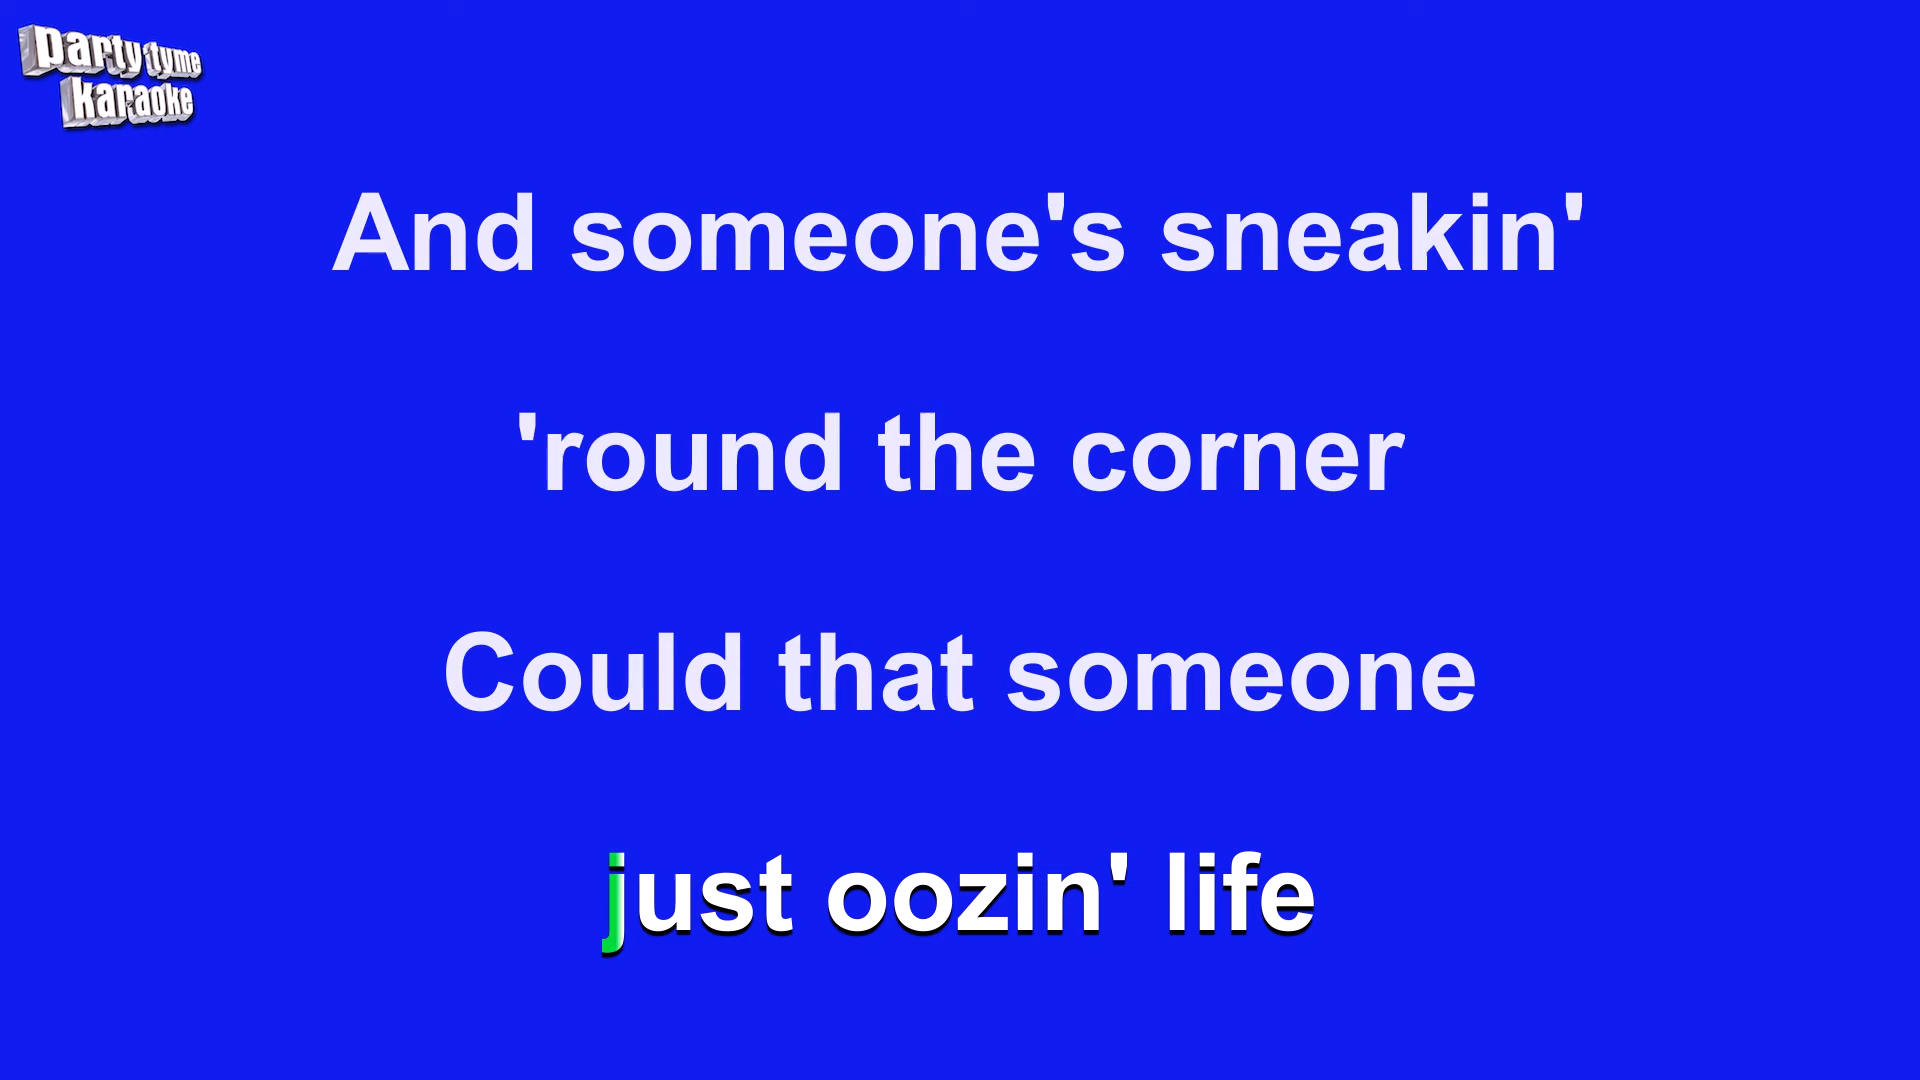 party tyme
karaoke
And someone's sneakin'
'round the corner
Could that someone
just oozin' life